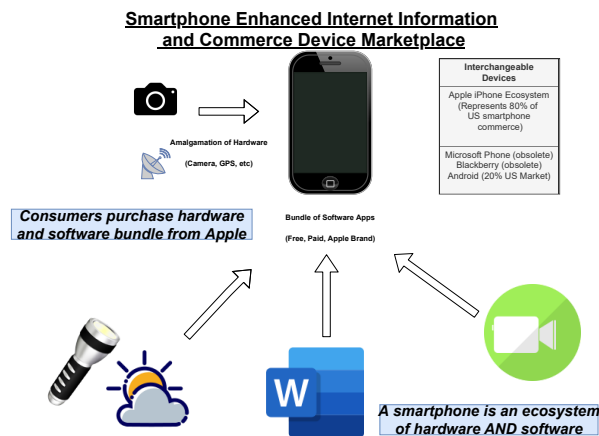 Smartphone Enhanced Internet Information
and Commerce Device Marketplace
Interchangeable
Devices
Apple iPhone Ecosystem
(Represents 80% of
US smartphone
commerce)
Microsoft Phone (obsolete)
Blackberry (obsolete)
Android (20% US Market)
Amalgamation of Hardware
(Camera, GPS, etc)
Consumers purchase hardware
and software bundle from Apple
Bundle of Software Apps
(Free, Paid, Apple Brand)
W
A smartphone is an ecosystem
of hardware AND software